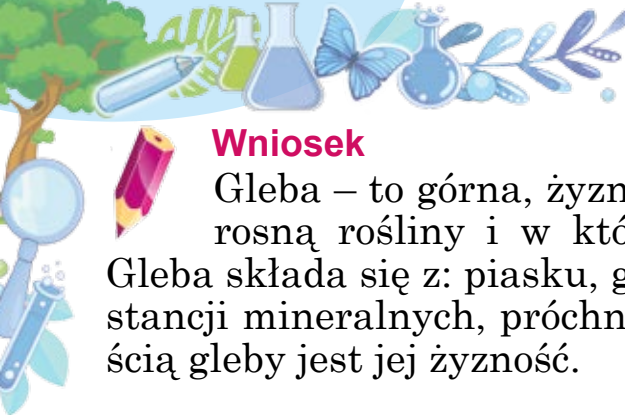 Wniosek
Gleba – to górna, żyzn
rosną rośliny i w któ
Gleba składa się z: piasku, g
stancji mineralnych, próchn
ścią gleby jest jej żyzność.